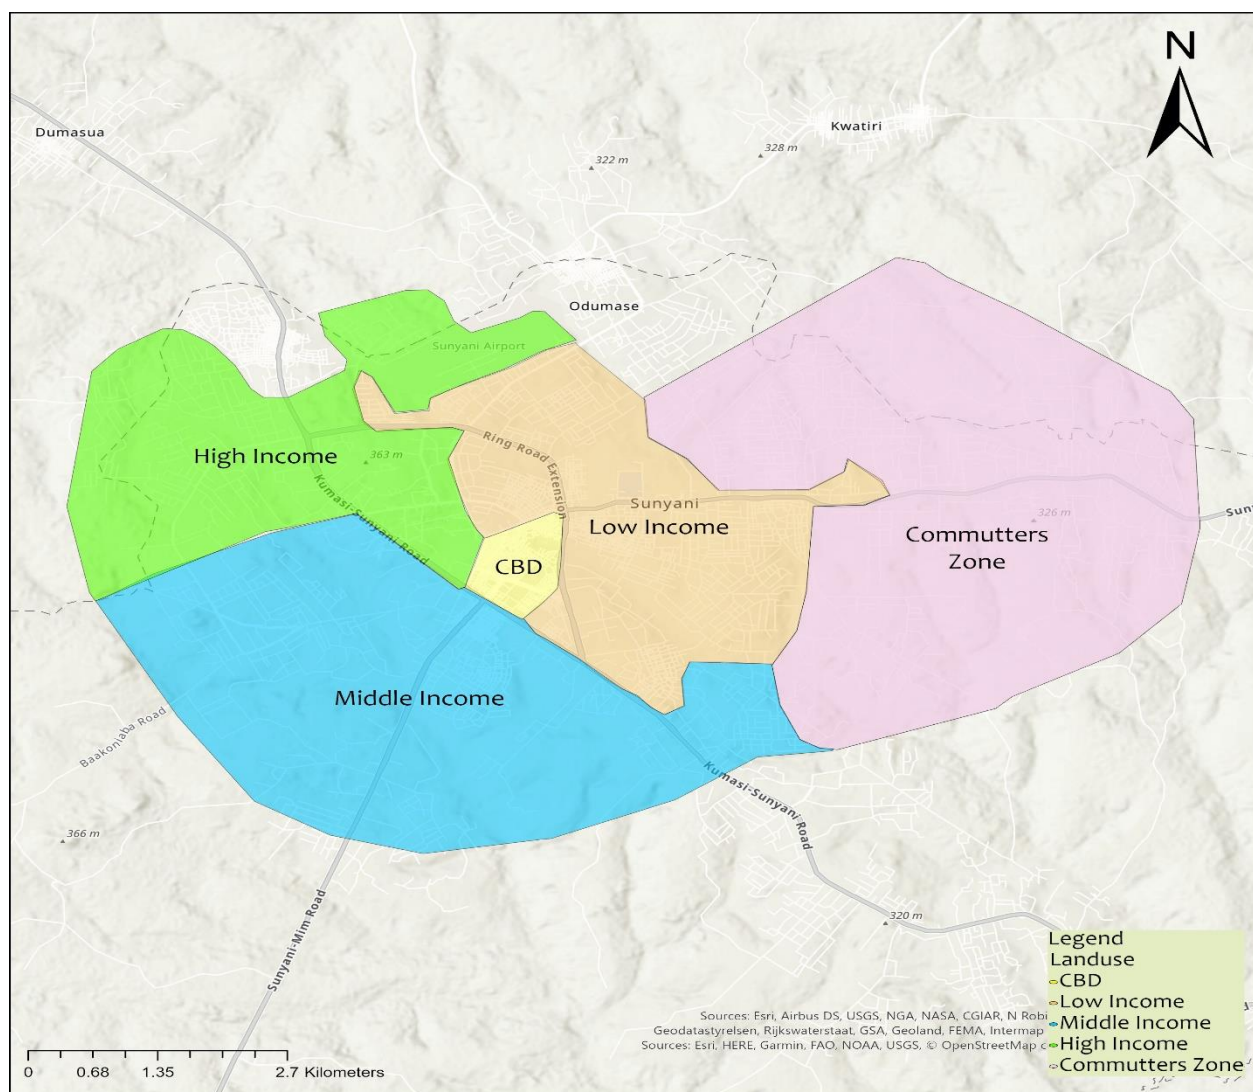 N
Dumasua
Kwatiri
328 m
322 m
Odumase
Sunyani Airport
Ring Road Extension
High Income
363 m
Kumasi-Sunyani Road
Sunyani
Low Income
326 m
Commutters
Zone
CBD
Middle Income
Baakoniaba Road
Kumasi-Sunyani Road
366 m
320 m
Sunyani-Mim Road
Legend
Landuse
CBD
Low Income
Middle Income
High Income
Commutters Zone
Sources: Esri, Airbus DS, USGS, NGA, NASA, CGIAR, N
Geodatastyrelsen, Rijkswaterstaat, GSA, Geoland, FEMA, Intermap
Sources: Esri, HERE, Garmin, FAO, NOAA, USGS, © OpenStreetMap
0 0.68 1.35 2.7 Kilometers